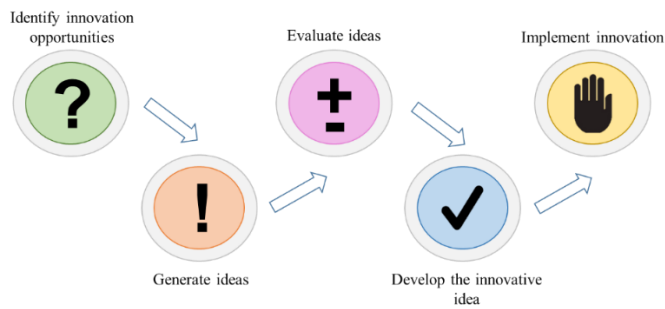 Identify innovation
opportunities
?
!
Generate ideas
Evaluate ideas
+
-
Develop the innovative
idea
Implement innovation